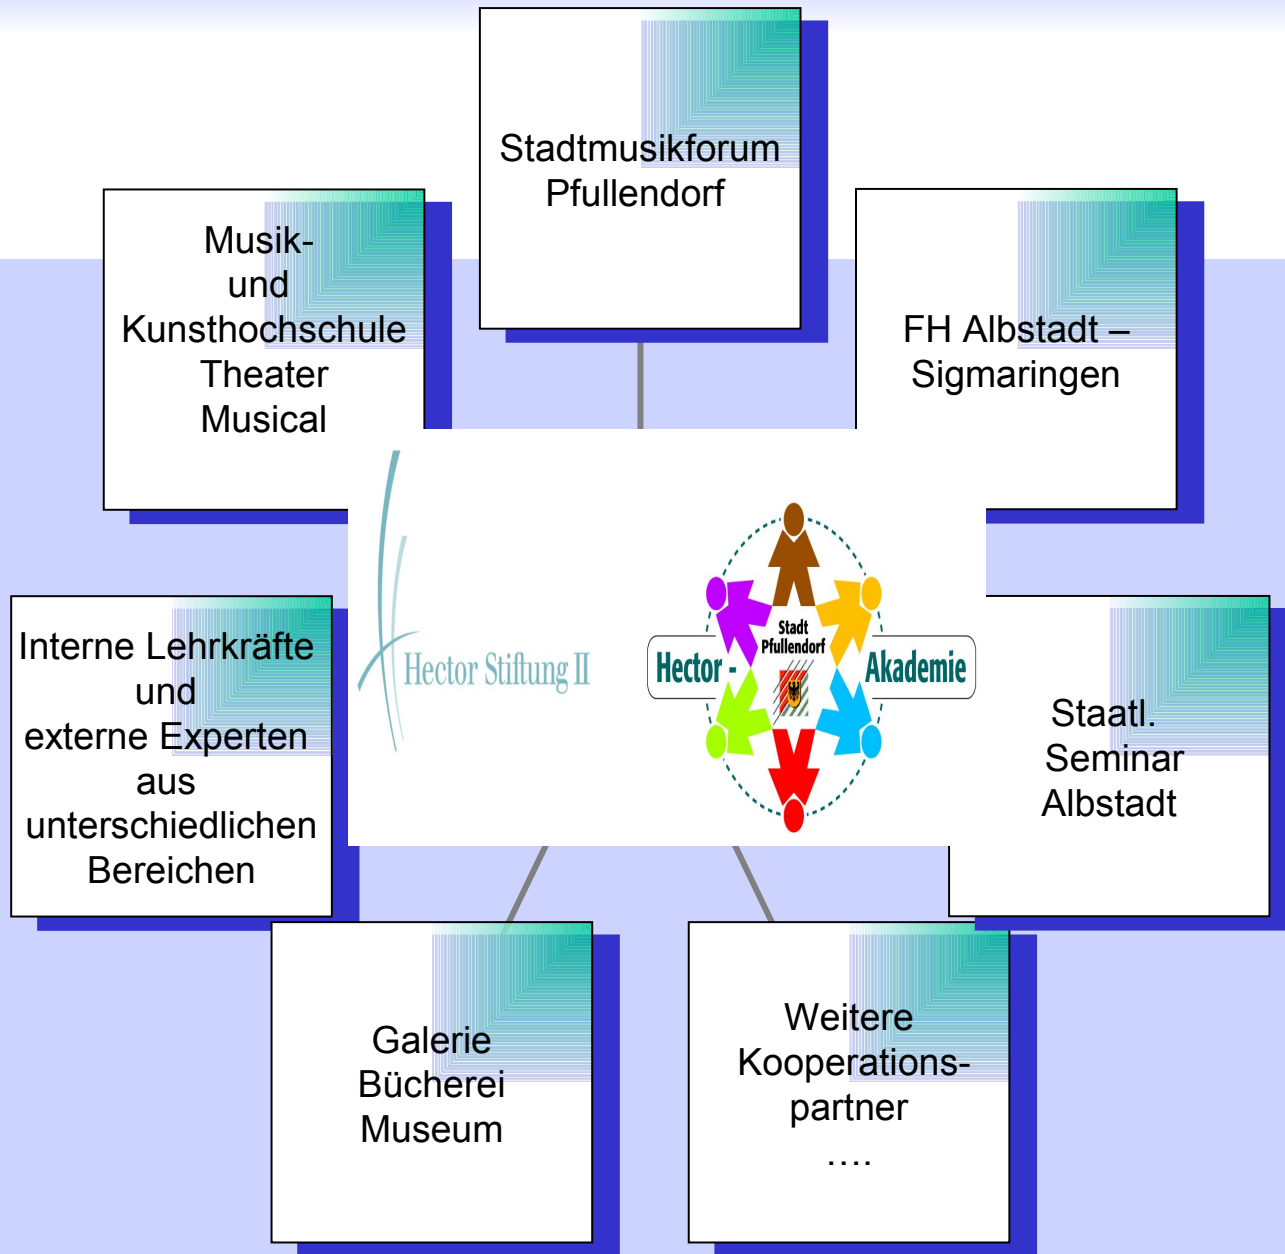 Stadtmusikforum
Pfullendorf
Musik-
und
Kunsthochschule
Theater
Musical
FH Albstadt –
Sigmaringen
Hector Stiftung II
Hector -
Stadt
Pfullendorf
Akademie
Interne Lehrkräfte
und
externe Experten
aus
unterschiedlichen
Bereichen
Staatl.
Seminar
Albstadt
Galerie
Bücherei
Museum
Weitere
Kooperations-
partner
….